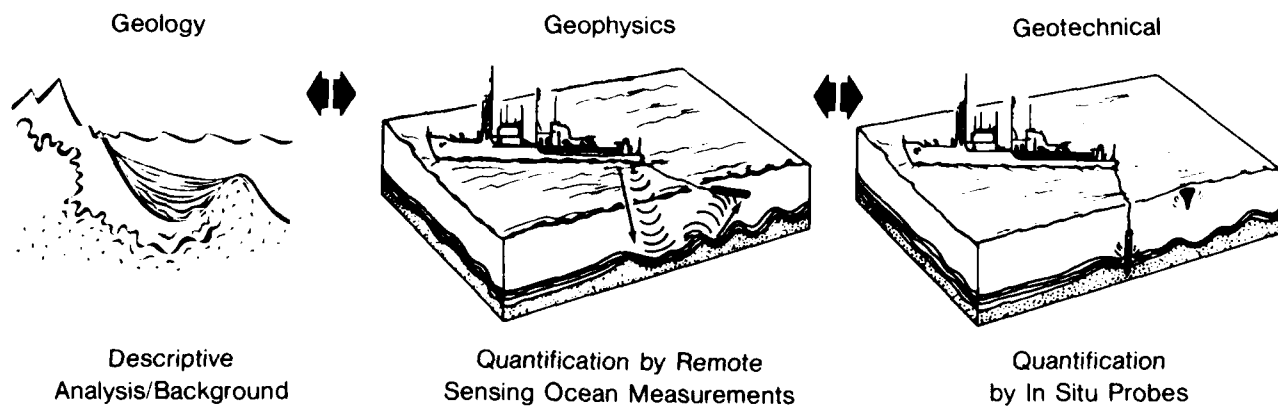 Geology
Geophysics
Geotechnical
Descriptive
Analysis/Background
Quantification by Remote
Sensing Ocean Measurements
Quantification
by In Situ Probes